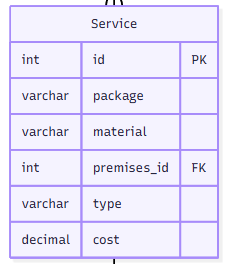 Service
int id PK
varchar package
varchar material
int premises_id FK
varchar type
decimal cost